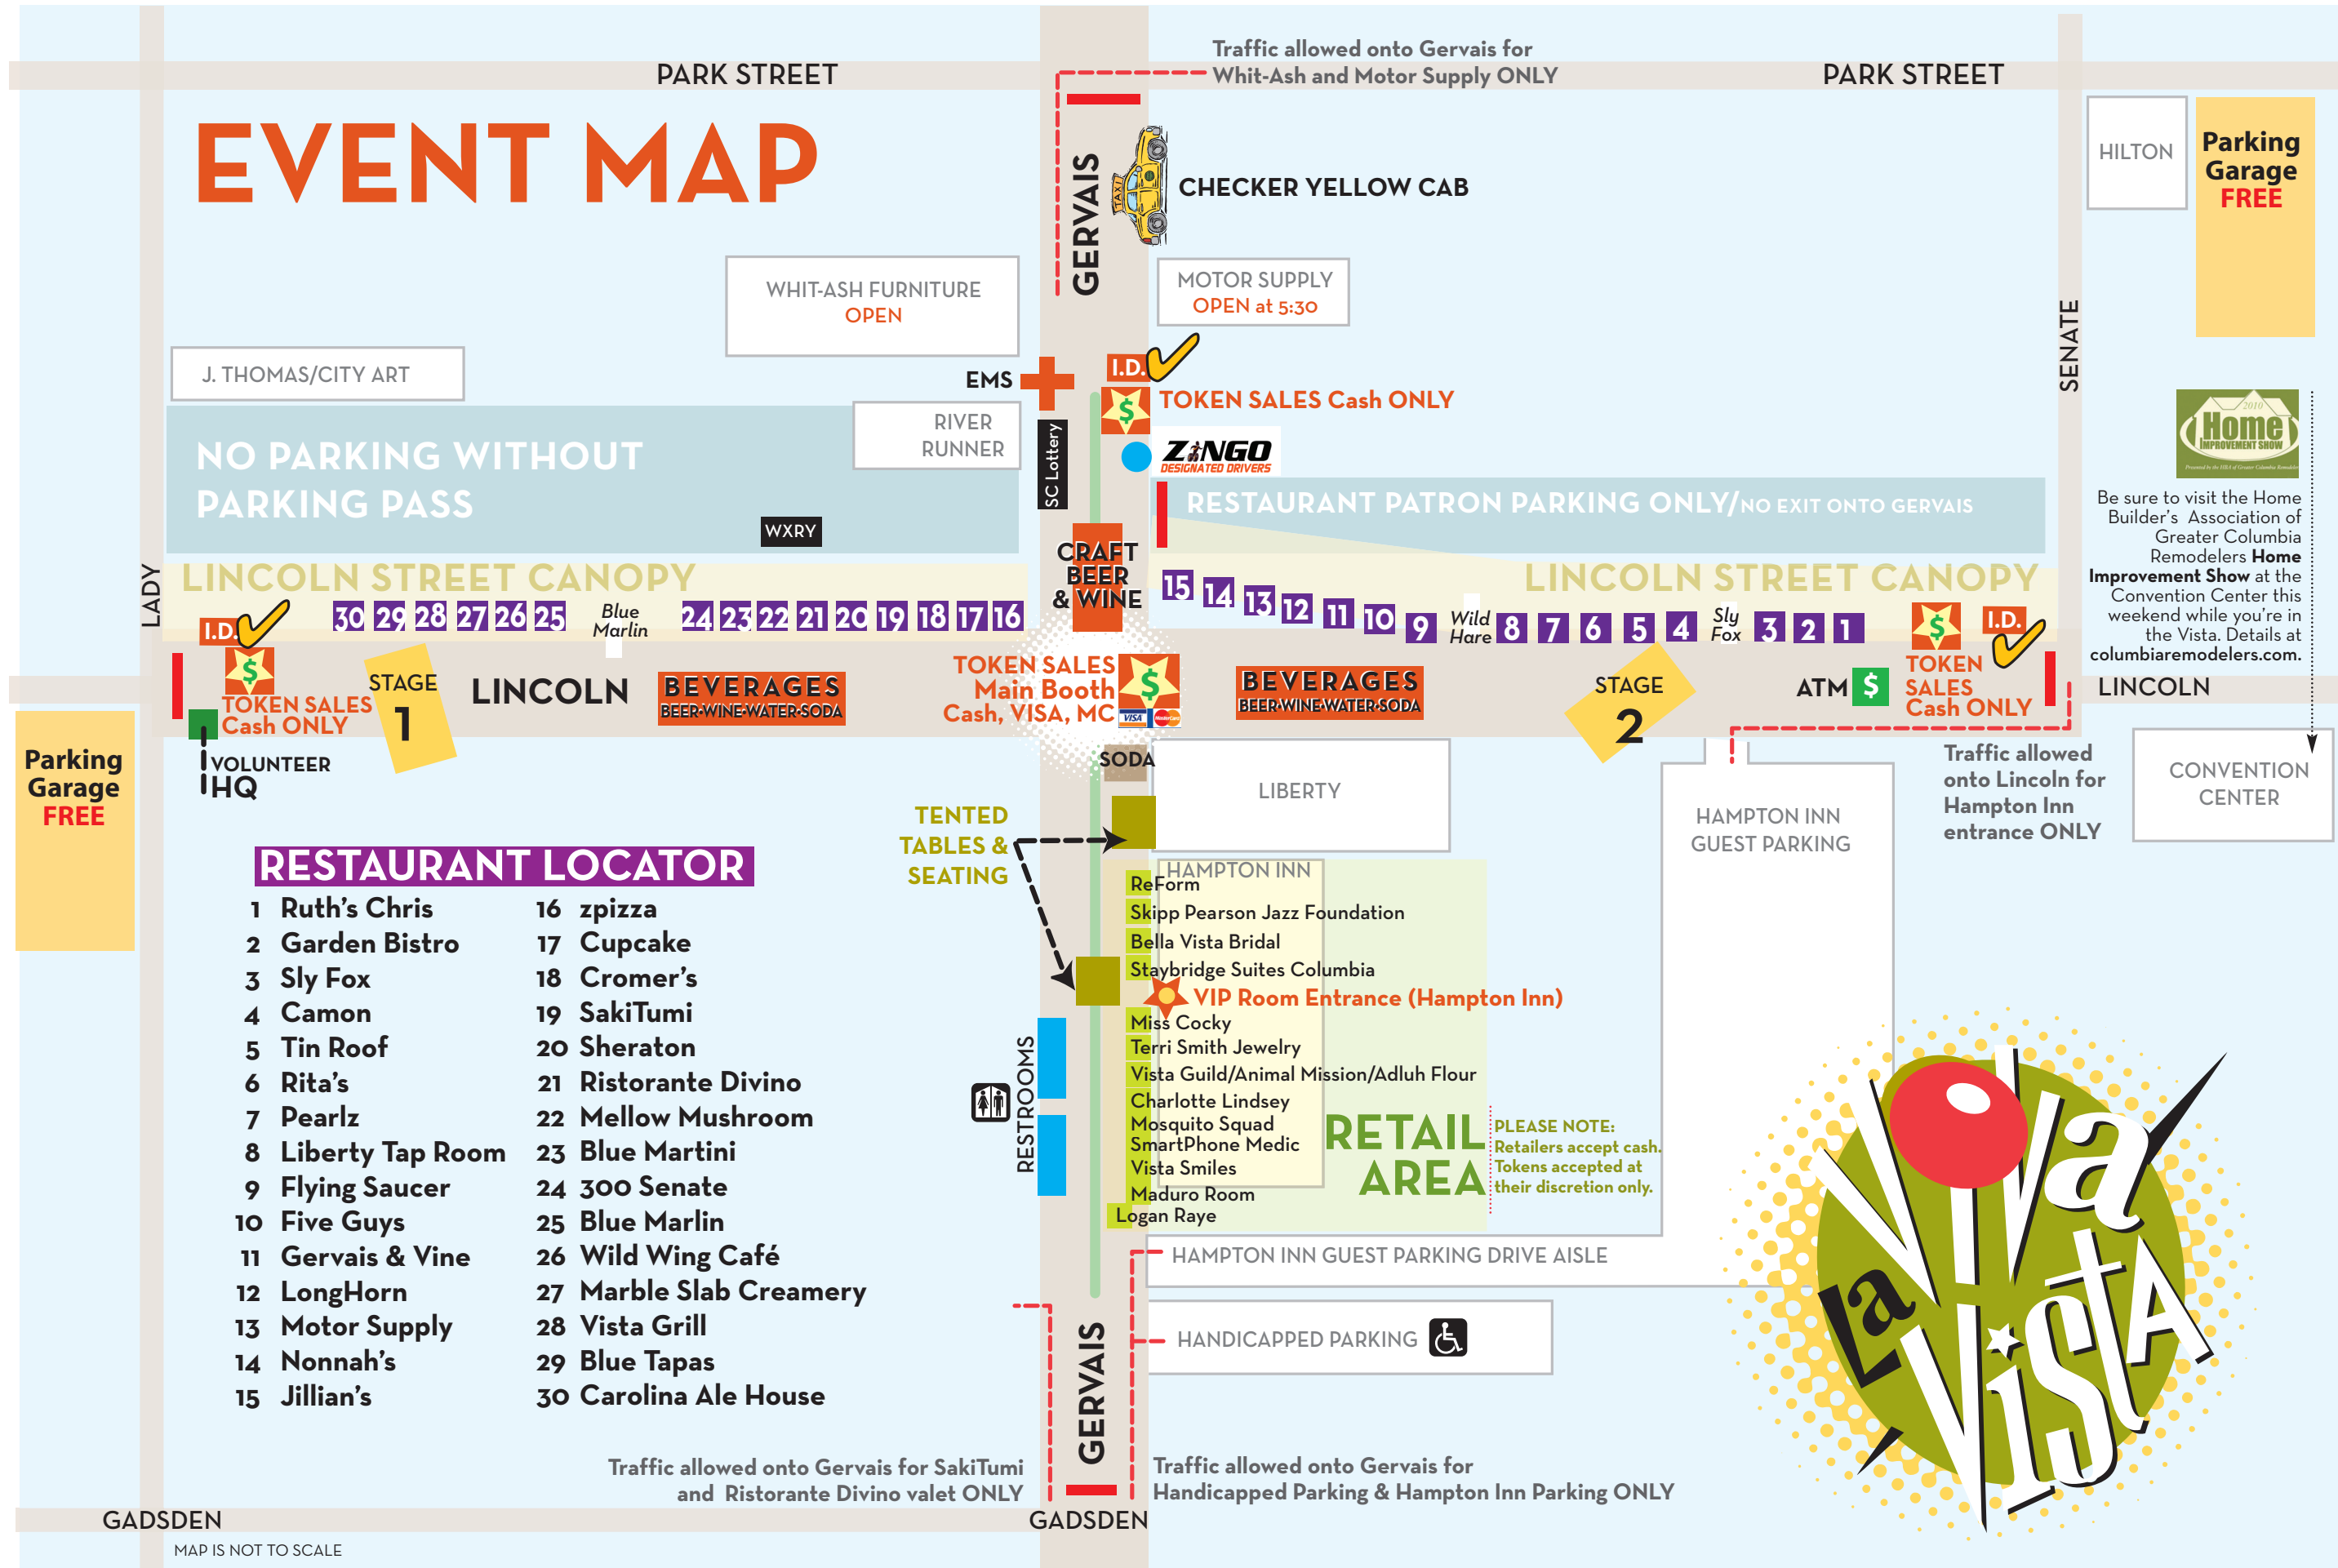 PARK STREET
PARK STREET
Traffic allowed onto Gervais for
Whit-Ash and Motor Supply ONLY
EVENT MAP
GERVAIS
TAXI
CHECKER YELLOW CAB
HILTON
Parking
Garage
FREE
WHIT-ASH FURNITURE
OPEN
MOTOR SUPPLY
OPEN at 5:30
SENATE
J. THOMAS/CITY ART
EMS
I.D.
$
TOKEN SALES Cash ONLY
RIVER
RUNNER
SC Lottery
ZINGO
DESIGNATED DRIVERS
NO PARKING WITHOUT
PARKING PASS
WXRY
RESTAURANT PATRON PARKING ONLY/NO EXIT ONTO GERVAIS
2010
Home
IMPROVEMENT SHOW
Presented by the HBA of Greater Columbia Remodelers
Be sure to visit the Home
Builder's Association of
Greater Columbia
Remodelers Home
Improvement Show at the
Convention Center this
weekend while you're in
the Vista. Details at
columbiaremodelers.com.
CRAFT
BEER
& WINE
LADY
LINCOLN STREET CANOPY
LINCOLN STREET CANOPY
I.D.
30 29 28 27 26 25
Blue
Marlin
24 23 22 21 20 19 18 17 16
15 14 13 12 11 10 9
Wild
Hare
8 7 6 5 4
Sly
Fox
3 2 1
$
I.D.
$
TOKEN SALES
Cash ONLY
STAGE
1
LINCOLN
BEVERAGES
BEER•WINE•WATER•SODA
TOKEN SALES
Main Booth
Cash, VISA, MC
$
VISA MasterCard
BEVERAGES
BEER•WINE•WATER•SODA
STAGE
2
ATM $
TOKEN
SALES
Cash ONLY
LINCOLN
VOLUNTEER
HQ
Parking
Garage
FREE
SODA
LIBERTY
TENTED
TABLES &
SEATING
HAMPTON INN
GUEST PARKING
Traffic allowed
onto Lincoln for
Hampton Inn
entrance ONLY
CONVENTION
CENTER
RESTAURANT LOCATOR
1 Ruth's Chris
2 Garden Bistro
3 Sly Fox
4 Camon
5 Tin Roof
6 Rita's
7 Pearlz
8 Liberty Tap Room
9 Flying Saucer
10 Five Guys
11 Gervais & Vine
12 LongHorn
13 Motor Supply
14 Nonnah's
15 Jillian's
16 zpizza
17 Cupcake
18 Cromer's
19 SakiTumi
20 Sheraton
21 Ristorante Divino
22 Mellow Mushroom
23 Blue Martini
24 300 Senate
25 Blue Marlin
26 Wild Wing Café
27 Marble Slab Creamery
28 Vista Grill
29 Blue Tapas
30 Carolina Ale House
HAMPTON INN
ReForm
Skipp Pearson Jazz Foundation
Bella Vista Bridal
Staybridge Suites Columbia
VIP Room Entrance (Hampton Inn)
Miss Cocky
Terri Smith Jewelry
Vista Guild/Animal Mission/Adluh Flour
Charlotte Lindsey
Mosquito Squad
SmartPhone Medic
Vista Smiles
Maduro Room
Logan Raye
RESTROOMS
RETAIL
AREA
PLEASE NOTE:
Retailers accept cash.
Tokens accepted at
their discretion only.
HAMPTON INN GUEST PARKING DRIVE AISLE
HANDICAPPED PARKING
GERVAIS
Viva
La
Vista
Traffic allowed onto Gervais for SakiTumi
and Ristorante Divino valet ONLY
Traffic allowed onto Gervais for
Handicapped Parking & Hampton Inn Parking ONLY
GADSDEN
GADSDEN
MAP IS NOT TO SCALE